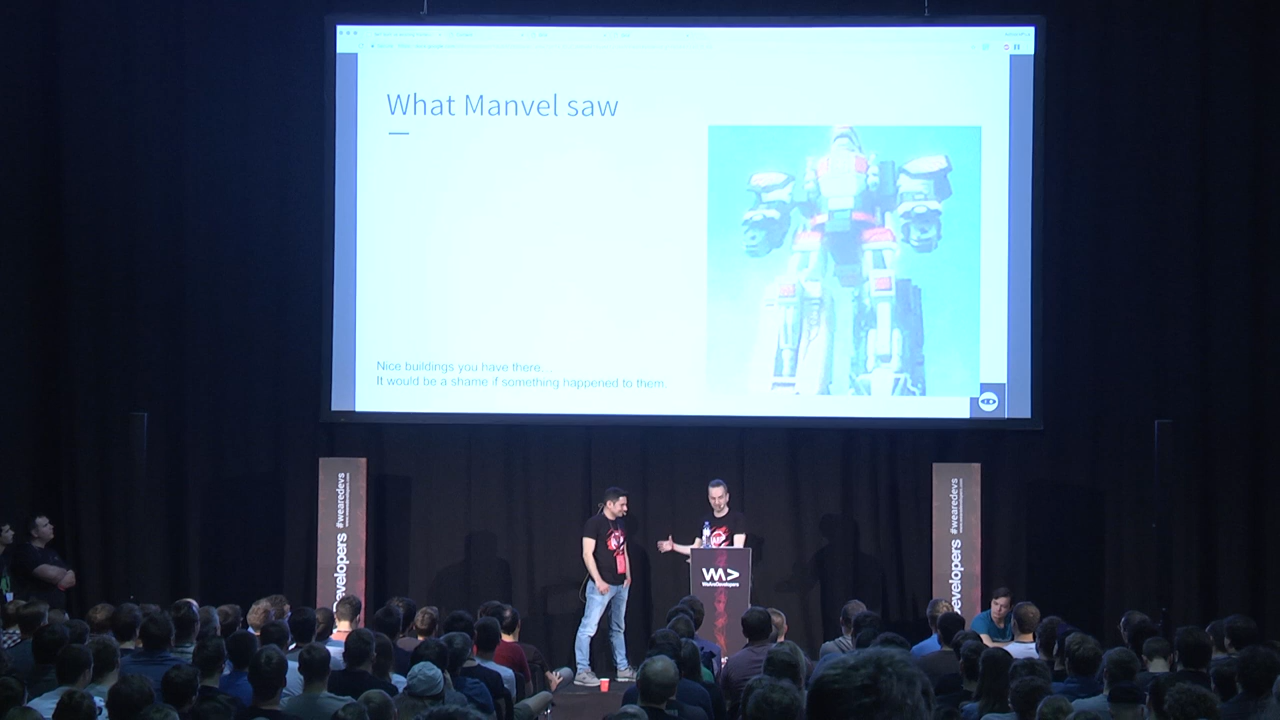 What Manvel saw
Nice buildings you have there...
It would be a shame if something happened to them.
#wearedevs
Developers
#wearedevs
Developers
WeAreDevelopers